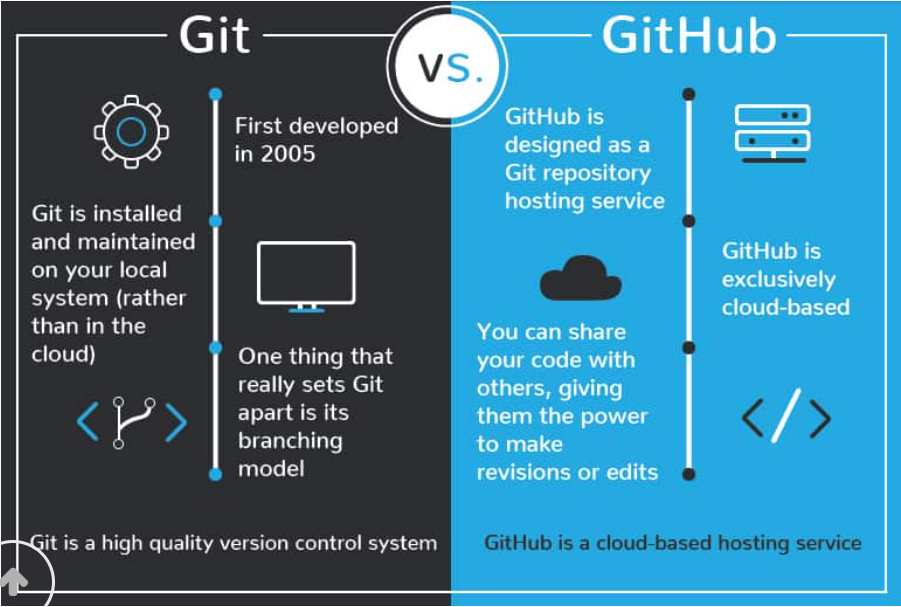 Git
VS.
GitHub
First developed
in 2005
Git is installed
and maintained
on your local
system (rather
than in the
cloud)
One thing that
really sets Git
apart is its
branching
model
Git is a high quality version control system
GitHub is
designed as a
Git repository
hosting service
GitHub is
exclusively
cloud-based
You can share
your code with
others, giving
them the power
to make
revisions or edits
GitHub is a cloud-based hosting service